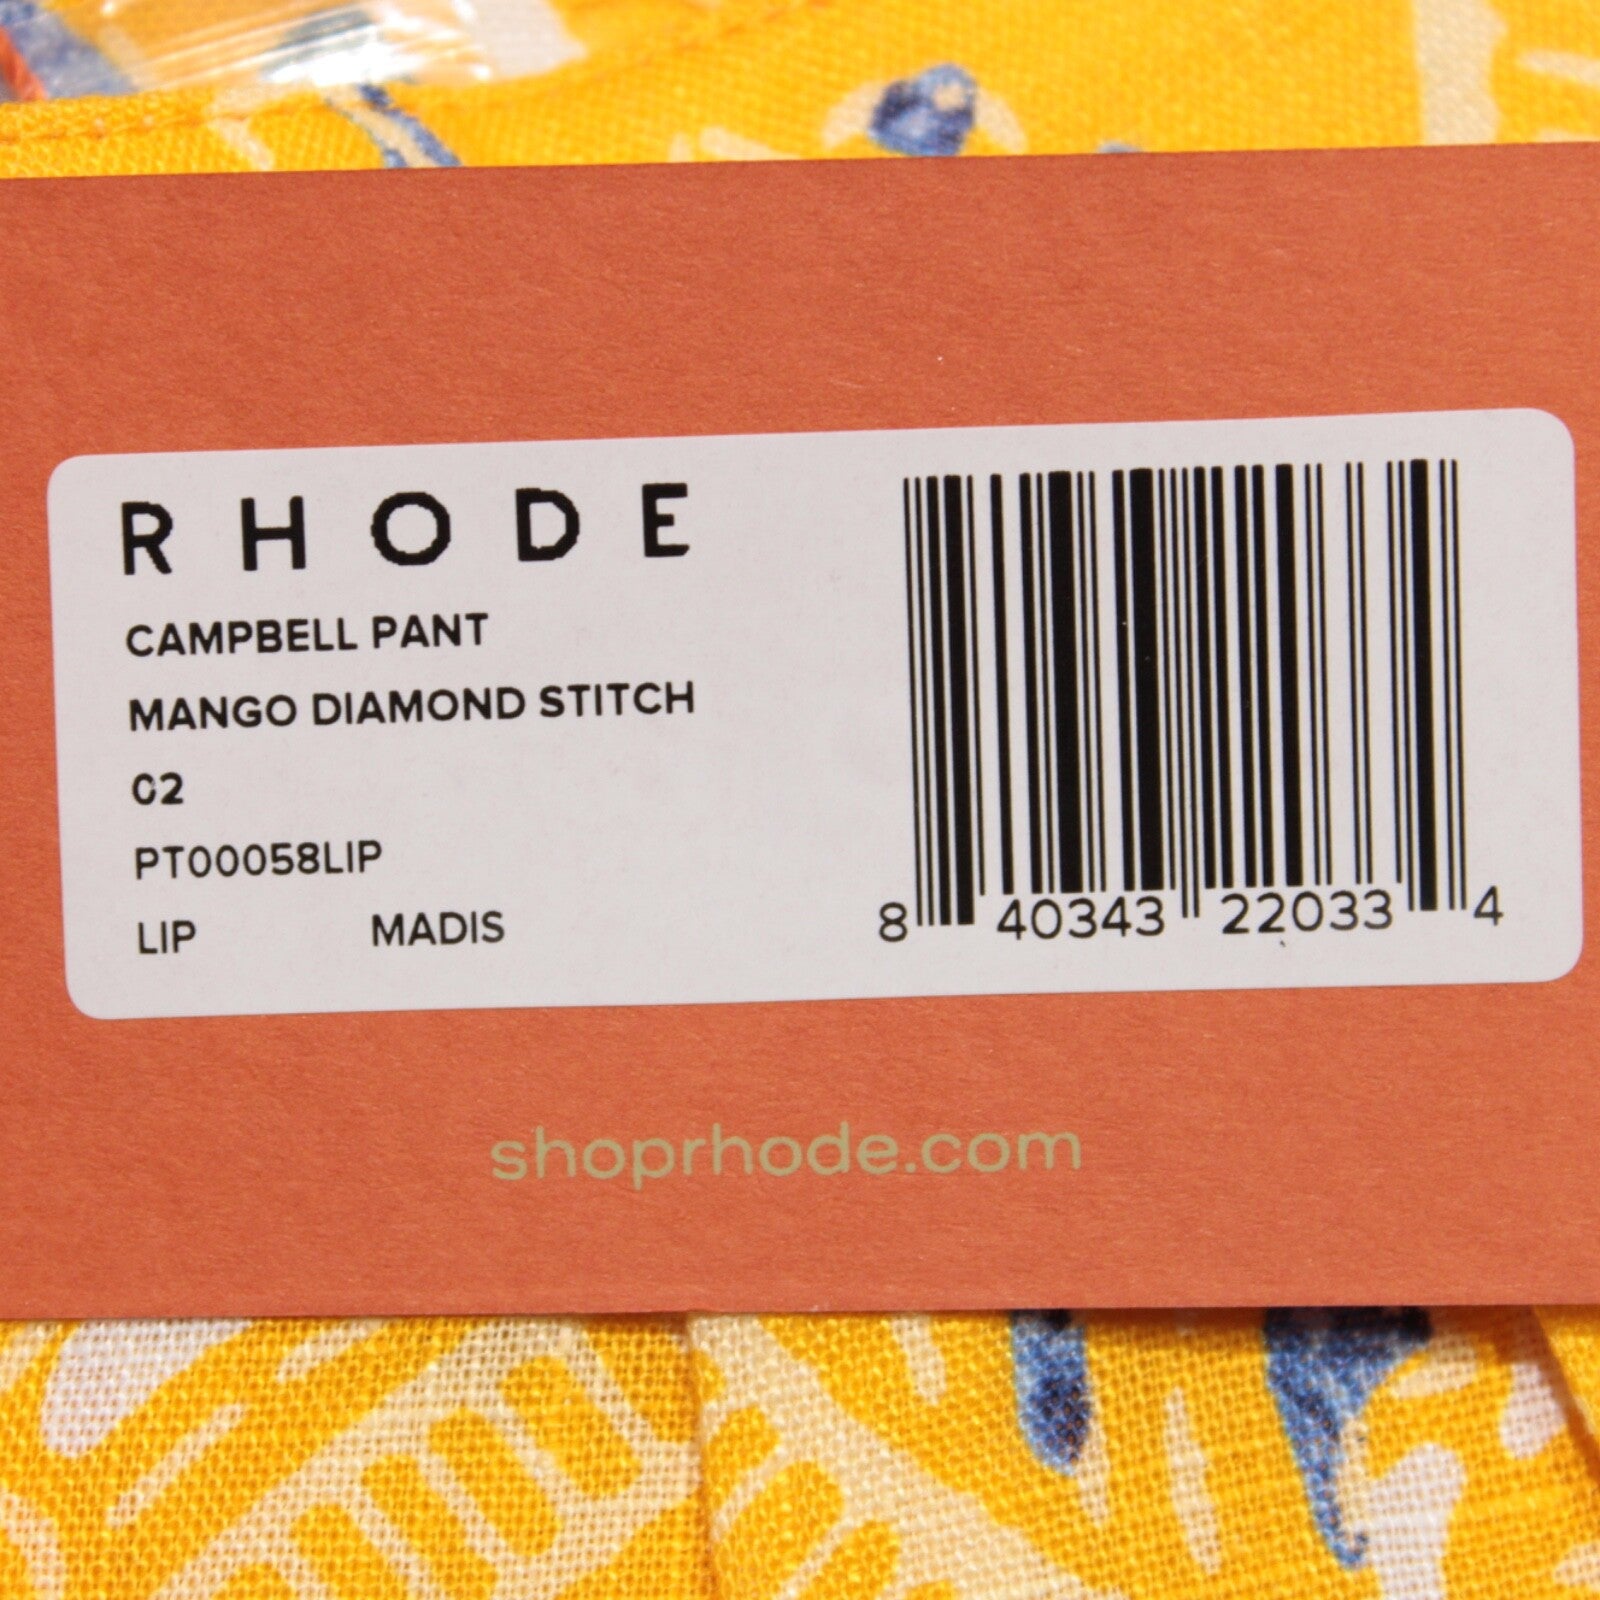 RHODE
CAMPBELL PANT
MANGO DIAMOND STITCH
02
PT00058LIP
LIP MADIS
8 40343 22033 4
shoprhode.com